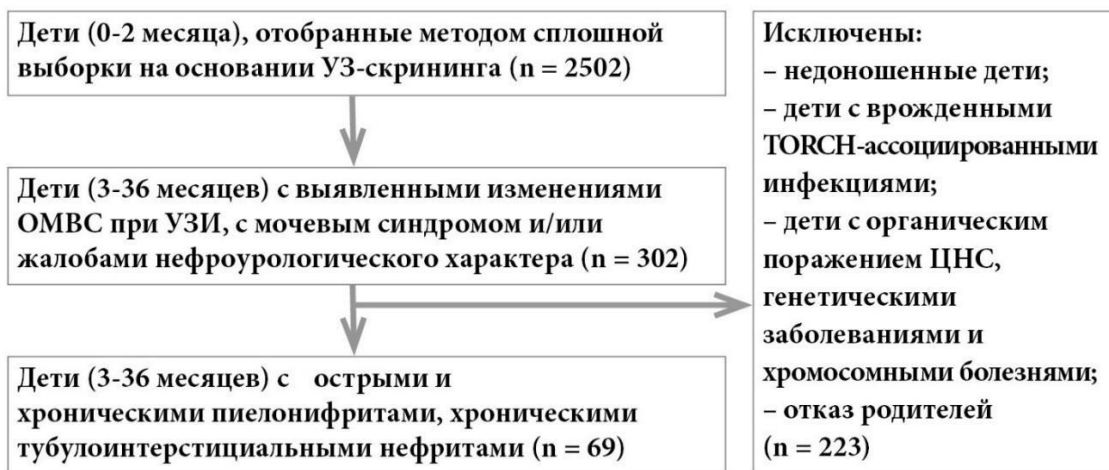 Дети (0-2 месяца), отобранные методом сплошной
выборки на основании УЗ-скрининга (n = 2502)
Дети (3-36 месяцев) с выявленными изменениями
ОМВС при УЗИ, с мочевым синдромом и/или
жалобами нефроурологического характера (n = 302)
Дети (3-36 месяцев) с острыми и
хроническими пиелонифритами, хроническими
тубулоинтерстициальными нефритами (n = 69)
Исключены:
– недоношенные дети;
– дети с врожденными
TORCH-ассоциированными
инфекциями;
– дети с органическим
поражением ЦНС,
генетическими
заболеваниями и
хромосомными болезнями;
– отказ родителей
(n = 223)